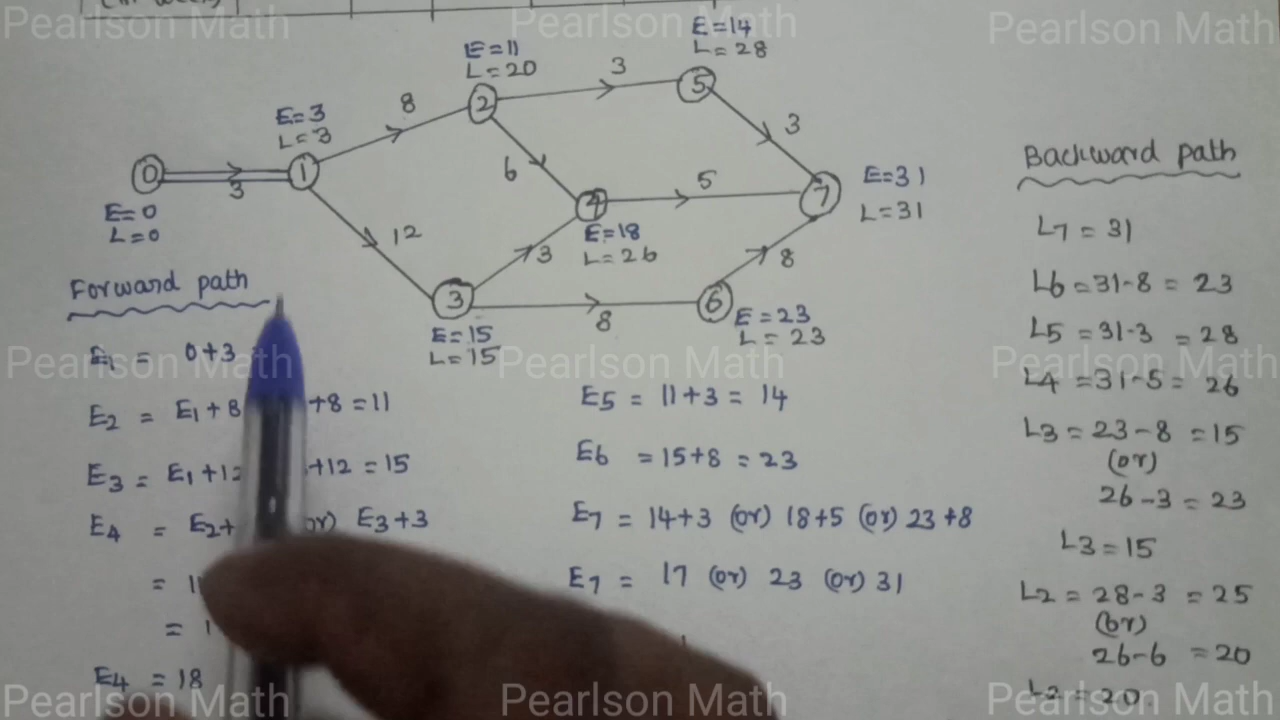 Pearlson Math Pearlson Math Pearlson Math
E=11
L=20
E=14
L=28
E=3
L=3
8
3
0
1
2
5
3
6
3
E=0
L=0
12
4
5
7
E=18
L=26
E=31
L=31
3
3
8
6
8
E=15
L=15
E=23
L=23
Forward path
E1 = 0+3
E2 = E1+8 +8=11
E3 = E1+12 +12=15
E4 = E2+ or) E3+3
=
=
E4 = 18
Pearlson Math Pearlson Math Pearlson Math
E5 = 11+3 = 14
E6 = 15+8 = 23
E7 = 14+3 (or) 18+5 (or) 23+8
E7 = 17 (or) 23 (or) 31
Backward path
L7 = 31
L6 = 31-8 = 23
L5 = 31-3 = 28
L4 = 31-5 = 26
L3 = 23-8 = 15
(or)
26-3 = 23
L3 = 15
L2 = 28-3 = 25
(or)
26-6 = 20
L2 = 20
Pearlson Math Pearlson Math Pearlson Math